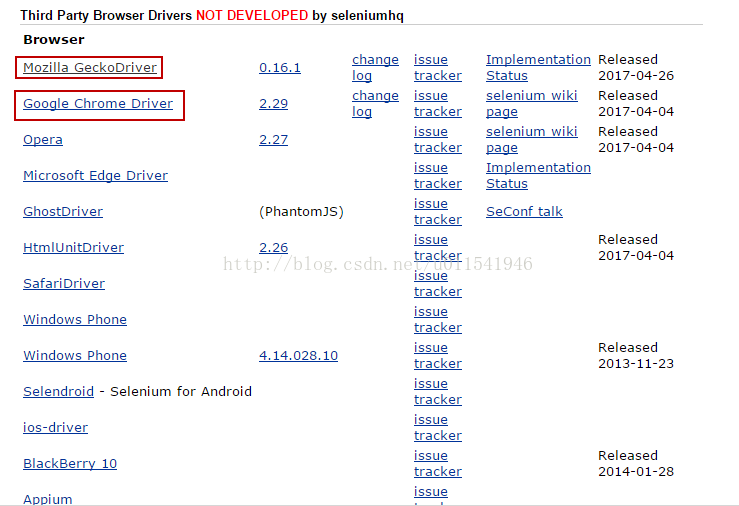 Third Party Browser Drivers NOT DEVELOPED by seleniumhq
Browser
Mozilla GeckoDriver 0.16.1 change log issue tracker Implementation Status Released 2017-04-26
Google Chrome Driver 2.29 change log issue tracker selenium wiki page Released 2017-04-04
Opera 2.27 issue tracker selenium wiki page Released 2017-04-04
Microsoft Edge Driver issue tracker Implementation Status
GhostDriver (PhantomJS) issue tracker SeConf talk
HtmlUnitDriver 2.26 issue tracker Released 2017-04-04
http://blog.csdn.net/u011541946
SafariDriver issue tracker
Windows Phone issue tracker
Windows Phone 4.14.028.10 issue tracker Released 2013-11-23
Selendroid - Selenium for Android issue tracker
ios-driver issue tracker
BlackBerry 10 issue tracker Released 2014-01-28
Appium issue tracker